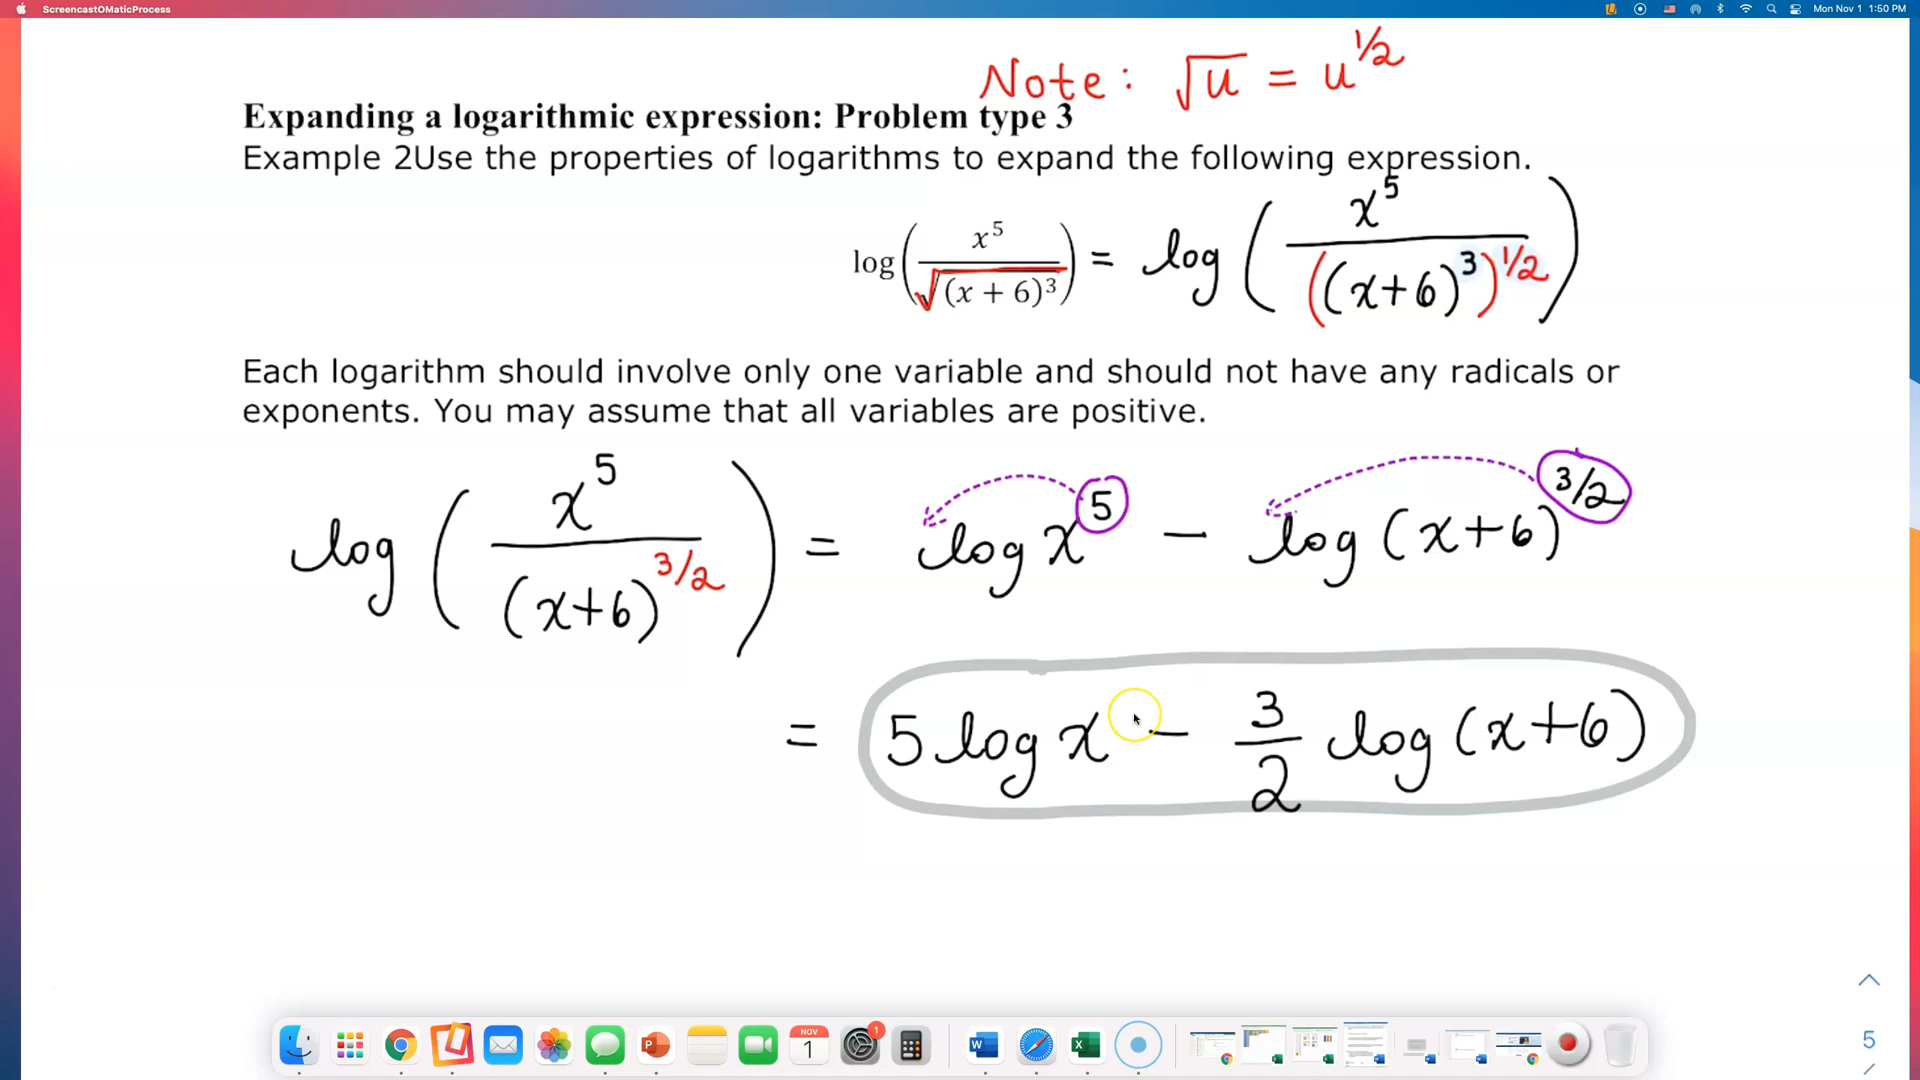 ScreencastOMaticProcess
Mon Nov 1 1:50 PM
Note: √u = u^1/2
Expanding a logarithmic expression: Problem type 3
Example 2Use the properties of logarithms to expand the following expression.
log(x^5 / √(x + 6)^3) = log(x^5 / ((x+6)^3)^1/2)
Each logarithm should involve only one variable and should not have any radicals or
exponents. You may assume that all variables are positive.
log(x^5 / (x+6)^3/2) = log x^5 − log(x+6)^3/2
= 5 log x − 3/2 log(x+6)
5
NOV
1
1